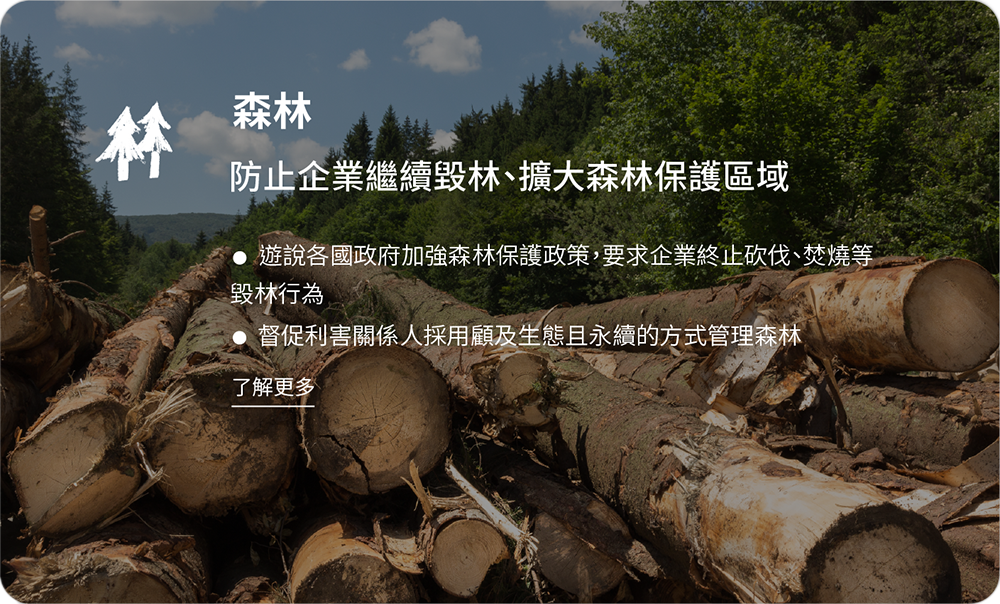 森林
防止企業繼續毀林、擴大森林保護區域
● 遊說各國政府加強森林保護政策，要求企業終止砍伐、焚燒等
毀林行為
● 督促利害關係人採用顧及生態且永續的方式管理森林
了解更多